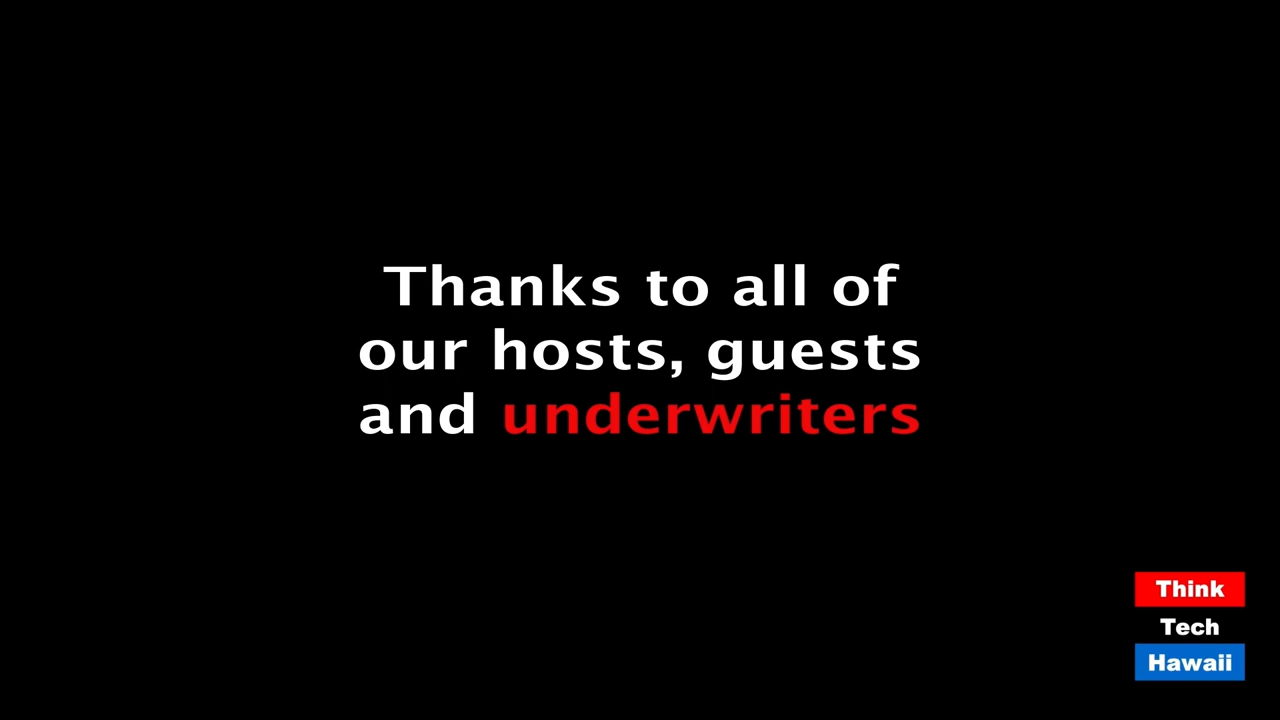 Thanks to all of
our hosts, guests
and underwriters
Think
Tech
Hawaii